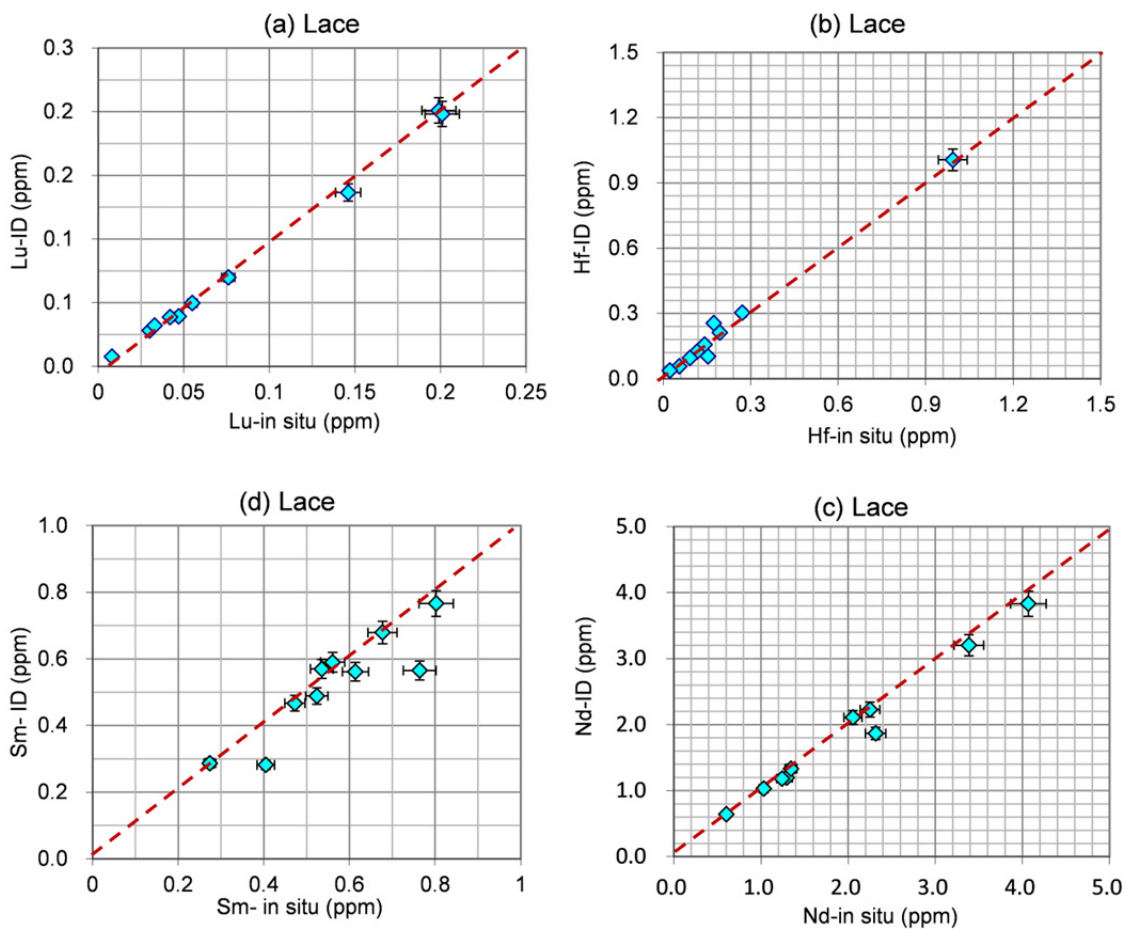 (a) Lace
0.3
0.2
0.2
0.1
0.1
0.0
Lu-ID (ppm)
0 0.05 0.1 0.15 0.2 0.25
Lu-in situ (ppm)
(b) Lace
1.5
1.2
0.9
0.6
0.3
0.0
Hf-ID (ppm)
0 0.3 0.6 0.9 1.2 1.5
Hf-in situ (ppm)
(d) Lace
1.0
0.8
0.6
0.4
0.2
0.0
Sm- ID (ppm)
0 0.2 0.4 0.6 0.8 1
Sm- in situ (ppm)
(c) Lace
5.0
4.0
3.0
2.0
1.0
0.0
Nd-ID (ppm)
0.0 1.0 2.0 3.0 4.0 5.0
Nd-in situ (ppm)